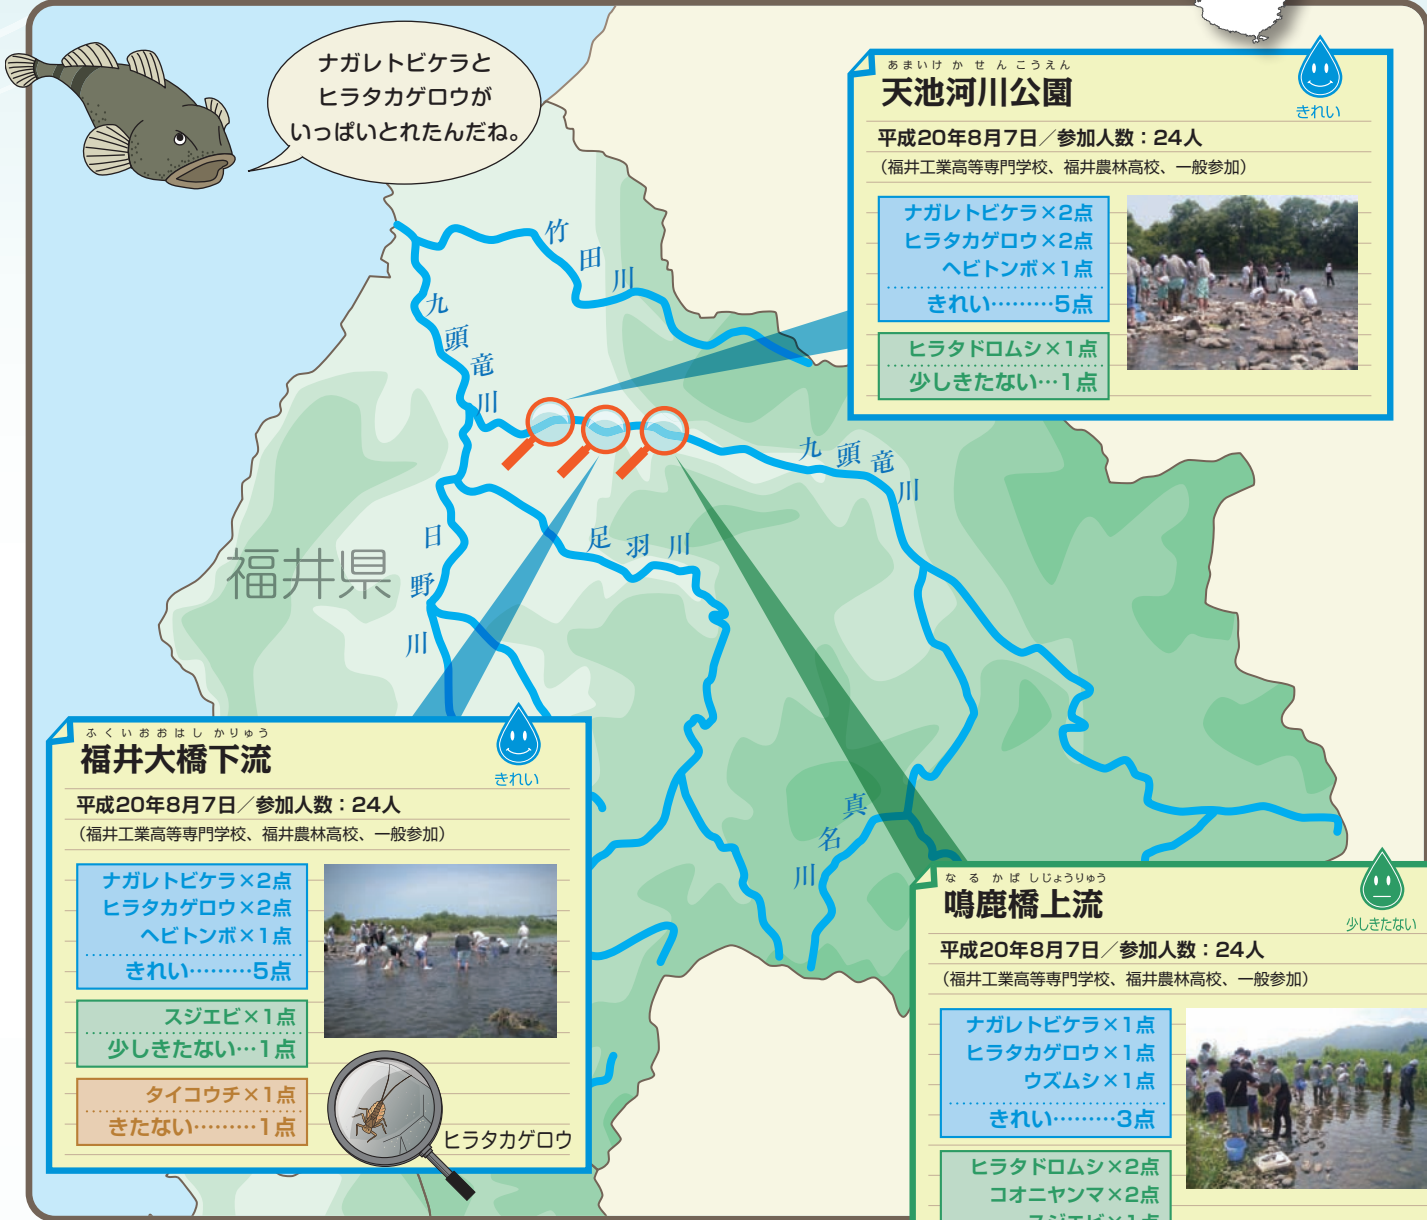 ナガレトビケラと
ヒラタカゲロウが
いっぱいとれたんだね。
あまいけかせんこうえん
天池河川公園
きれい
平成20年8月7日／参加人数：24人
（福井工業高等専門学校、福井農林高校、一般参加）
ナガレトビケラ×2点
ヒラタカゲロウ×2点
ヘビトンボ×1点
きれい………5点
ヒラタドロムシ×1点
少しきたない…1点
竹田川
九頭竜川
九頭竜川
足羽川
日野川
福井県
真名川
ふくいおおはしかりゅう
福井大橋下流
きれい
平成20年8月7日／参加人数：24人
（福井工業高等専門学校、福井農林高校、一般参加）
ナガレトビケラ×2点
ヒラタカゲロウ×2点
ヘビトンボ×1点
きれい………5点
スジエビ×1点
少しきたない…1点
タイコウチ×1点
きたない………1点
ヒラタカゲロウ
なるかばしじょうりゅう
鳴鹿橋上流
少しきたない
平成20年8月7日／参加人数：24人
（福井工業高等専門学校、福井農林高校、一般参加）
ナガレトビケラ×1点
ヒラタカゲロウ×1点
ウズムシ×1点
きれい………3点
ヒラタドロムシ×2点
コオニヤンマ×2点
スジエビ×1点